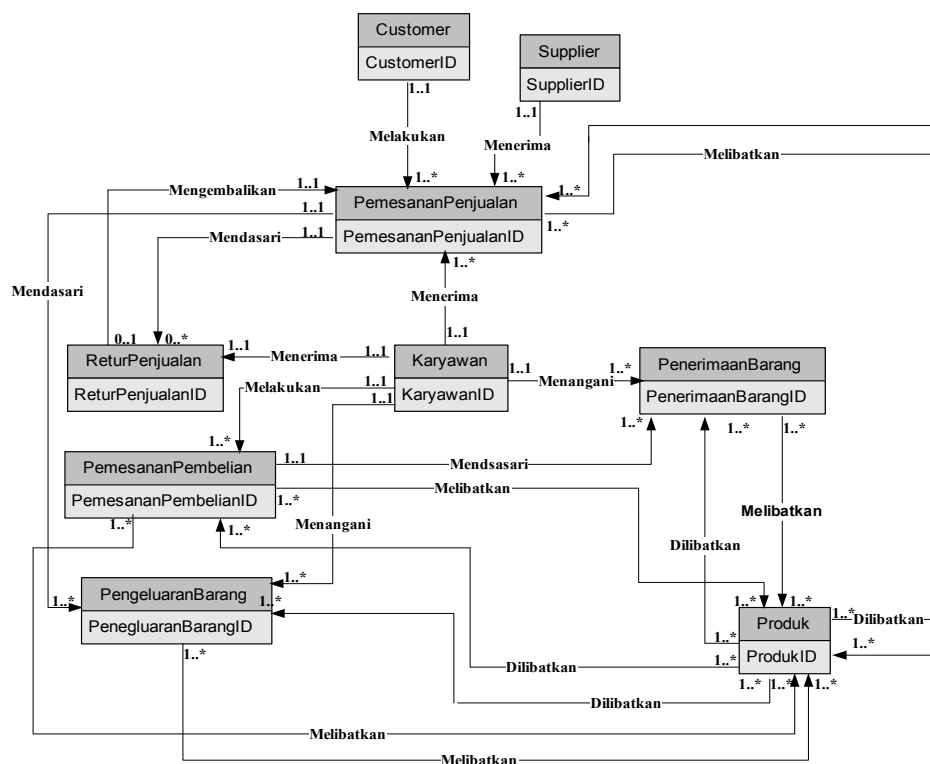 Customer
CustomerID
1..1
Supplier
SupplierID
1..1
Melakukan
Menerima
Melibatkan
Mengembalikan
1..1
1..*
1..*
1..*
1..1
PemesananPenjualan
1..*
Mendasari
1..1
PemesananPenjualanID
1..*
Mendasari
Menerima
1..1
0..1
0..*
ReturPenjualan
ReturPenjualanID
1..1
Menerima
1..1
Karyawan
KaryawanID
1..1
Menangani
1..*
PenerimaanBarang
PenerimaanBarangID
Melakukan
1..1
1..1
1..*
1..*
1..*
1..*
PemesananPembelian
PemesananPembelianID
1..1
Mendsasari
Melibatkan
1..*
1..*
1..*
Menangani
Melibatkan
Dilibatkan
1..*
PengeluaranBarang
PenegluaranBarangID
1..*
1..*
1..*
1..*
1..*
Produk
ProdukID
1..*
Dilibatkan
1..*
1..*
1..*
Dilibatkan
1..*
1..*
1..*
1..*
Dilibatkan
Melibatkan
Melibatkan